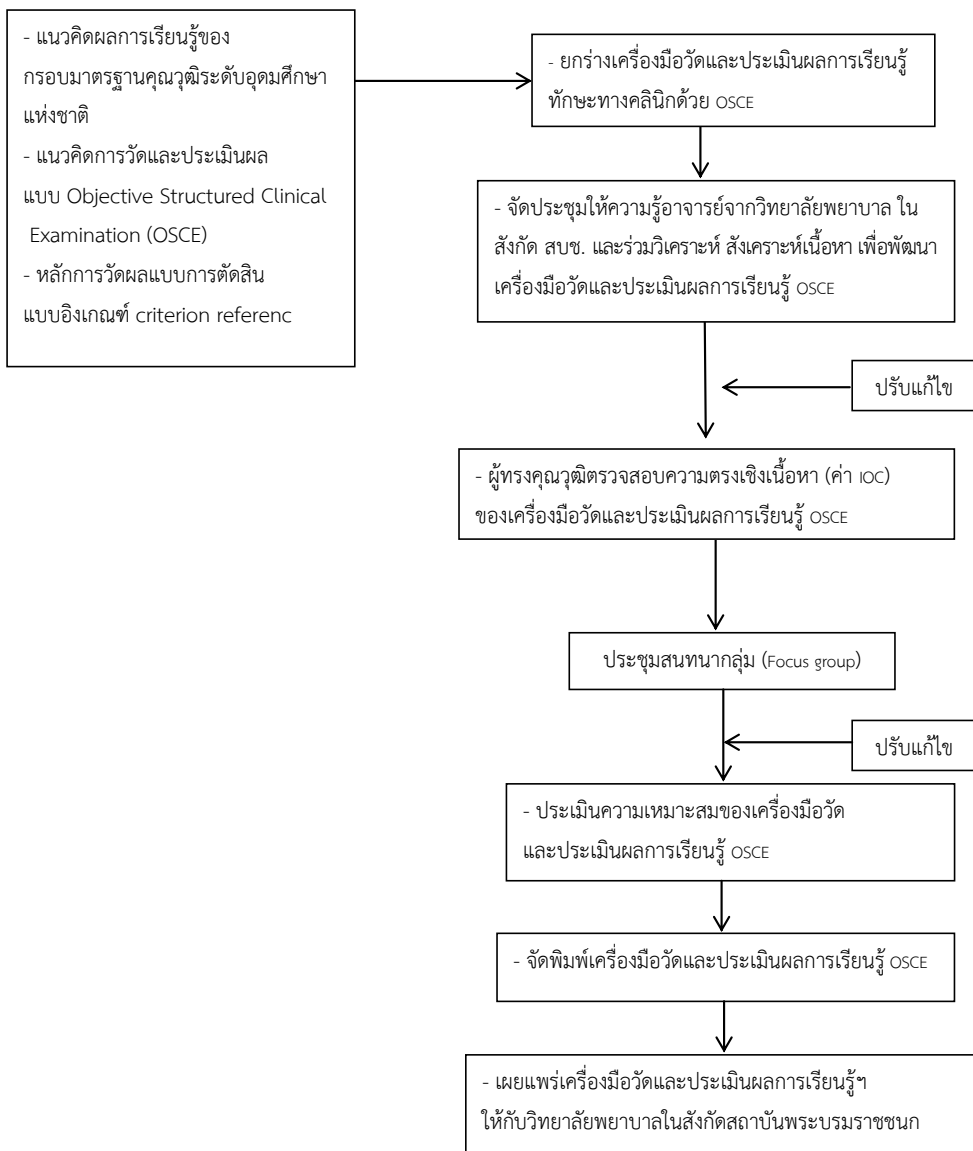 - แนวคิดผลการเรียนรู้ของ
กรอบมาตรฐานคุณวุฒิระดับอุดมศึกษา
แห่งชาติ
- แนวคิดการวัดและประเมินผล
แบบ Objective Structured Clinical
Examination (OSCE)
- หลักการวัดผลแบบการตัดสิน
แบบอิงเกณฑ์ criterion referenc
- ยกร่างเครื่องมือวัดและประเมินผลการเรียนรู้
ทักษะทางคลินิกด้วย OSCE
- จัดประชุมให้ความรู้อาจารย์จากวิทยาลัยพยาบาล ใน
สังกัด สบช. และร่วมวิเคราะห์ สังเคราะห์เนื้อหา เพื่อพัฒนา
เครื่องมือวัดและประเมินผลการเรียนรู้ OSCE
ปรับแก้ไข
- ผู้ทรงคุณวุฒิตรวจสอบความตรงเชิงเนื้อหา (ค่า IOC)
ของเครื่องมือวัดและประเมินผลการเรียนรู้ OSCE
ประชุมสนทนากลุ่ม (Focus group)
ปรับแก้ไข
- ประเมินความเหมาะสมของเครื่องมือวัด
และประเมินผลการเรียนรู้ OSCE
- จัดพิมพ์เครื่องมือวัดและประเมินผลการเรียนรู้ OSCE
- เผยแพร่เครื่องมือวัดและประเมินผลการเรียนรู้ฯ
ให้กับวิทยาลัยพยาบาลในสังกัดสถาบันพระบรมราชชนก